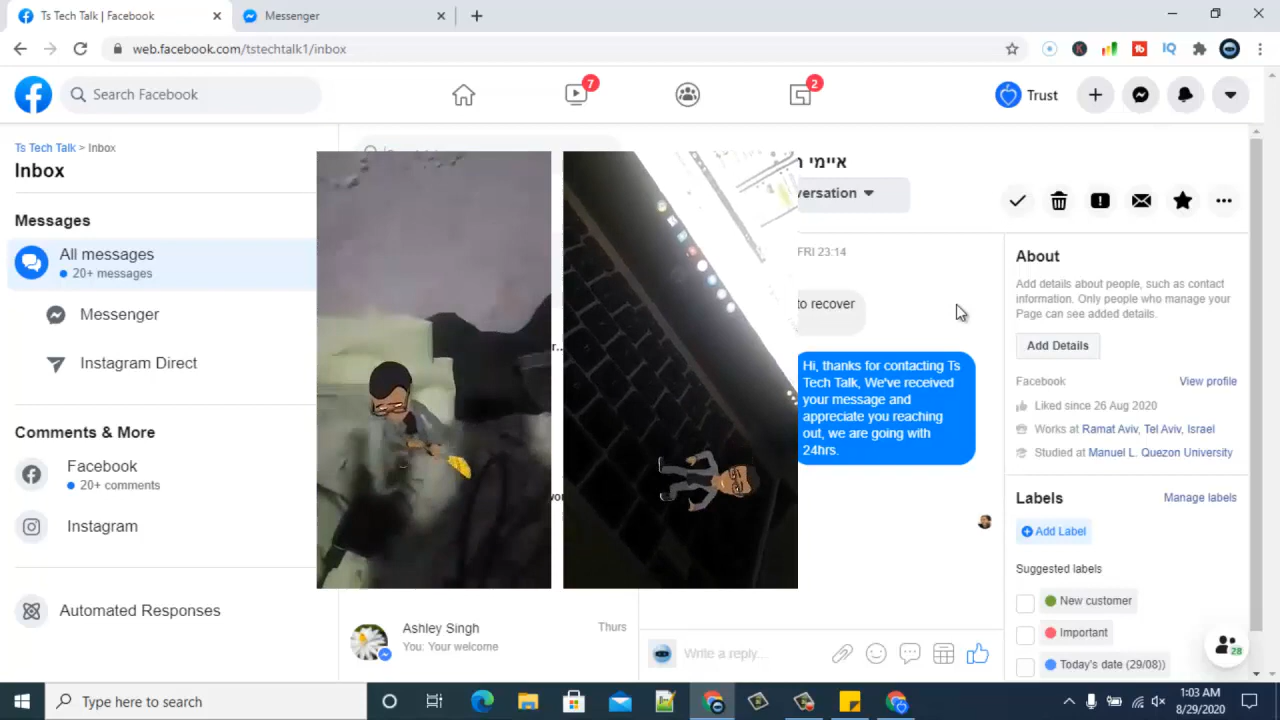 Ts Tech Talk | Facebook
Messenger
web.facebook.com/tstechtalk1/inbox
Search Facebook
7
2
Trust
Ts Tech Talk > Inbox
Inbox
Messages
All messages
20+ messages
Messenger
Instagram Direct
Comments & More
Facebook
20+ comments
Instagram
Automated Responses
Ashley Singh
Thurs
You: Your welcome
איימי
versation
FRI 23:14
to recover
Hi, thanks for contacting Ts
Tech Talk, We've received
your message and
appreciate you reaching
out, we are going with
24hrs.
Write a reply...
About
Add details about people, such as contact
information. Only people who manage your
Page can see added details.
Add Details
Facebook
View profile
Liked since 26 Aug 2020
Works at Ramat Aviv, Tel Aviv, Israel
Studied at Manuel L. Quezon University
Labels
Manage labels
Add Label
Suggested labels
New customer
Important
Today's date (29/08))
28
Type here to search
1:03 AM
8/29/2020